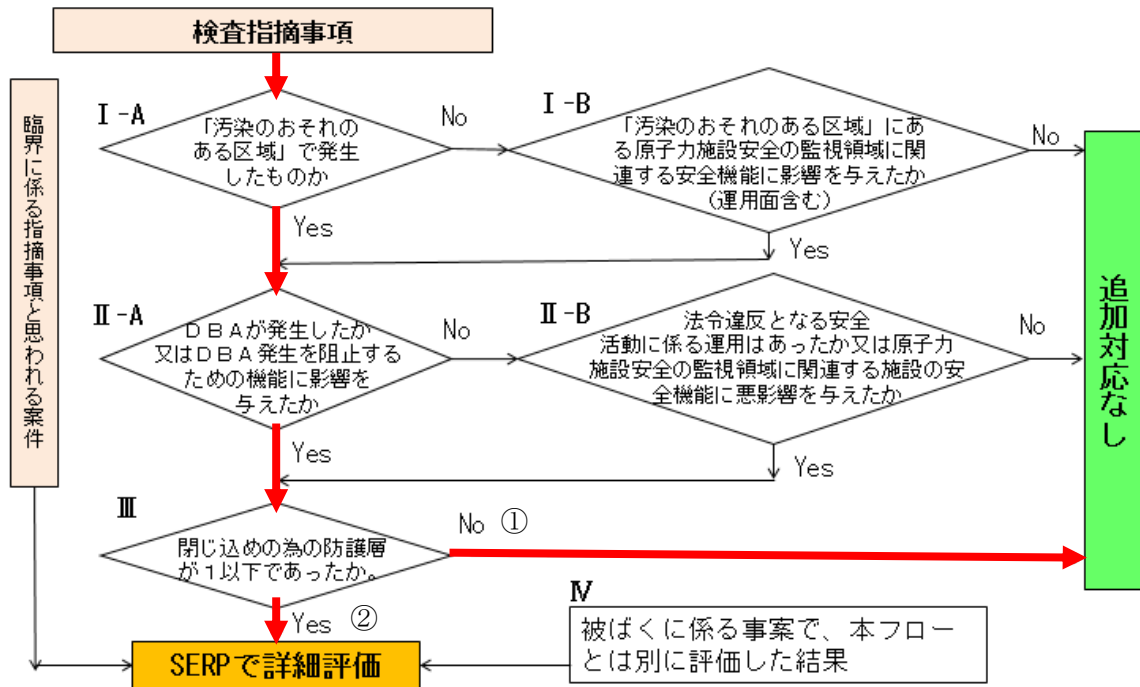 検査指摘事項
臨界に係る指摘事項と思われる案件
Ⅰ-A
「汚染のおそれの
ある区域」で発生
したものか
No
Yes
Ⅰ-B
「汚染のおそれのある区域」にあ
る原子力施設安全の監視領域に関
連する安全機能に影響を与えたか
(運用面含む)
No
Yes
Ⅱ-A
DBAが発生したか
又はDBA発生を阻止する
ための機能に影響を
与えたか
No
Yes
Ⅱ-B
法令違反となる安全
活動に係る運用はあったか又は原子力
施設安全の監視領域に関連する施設の安
全機能に悪影響を与えたか
No
Yes
追加対応なし
Ⅲ
閉じ込めの為の防護層
が1以下であったか。
No ①
Yes ②
Ⅳ
被ばくに係る事案で、本フロー
とは別に評価した結果
SERPで詳細評価